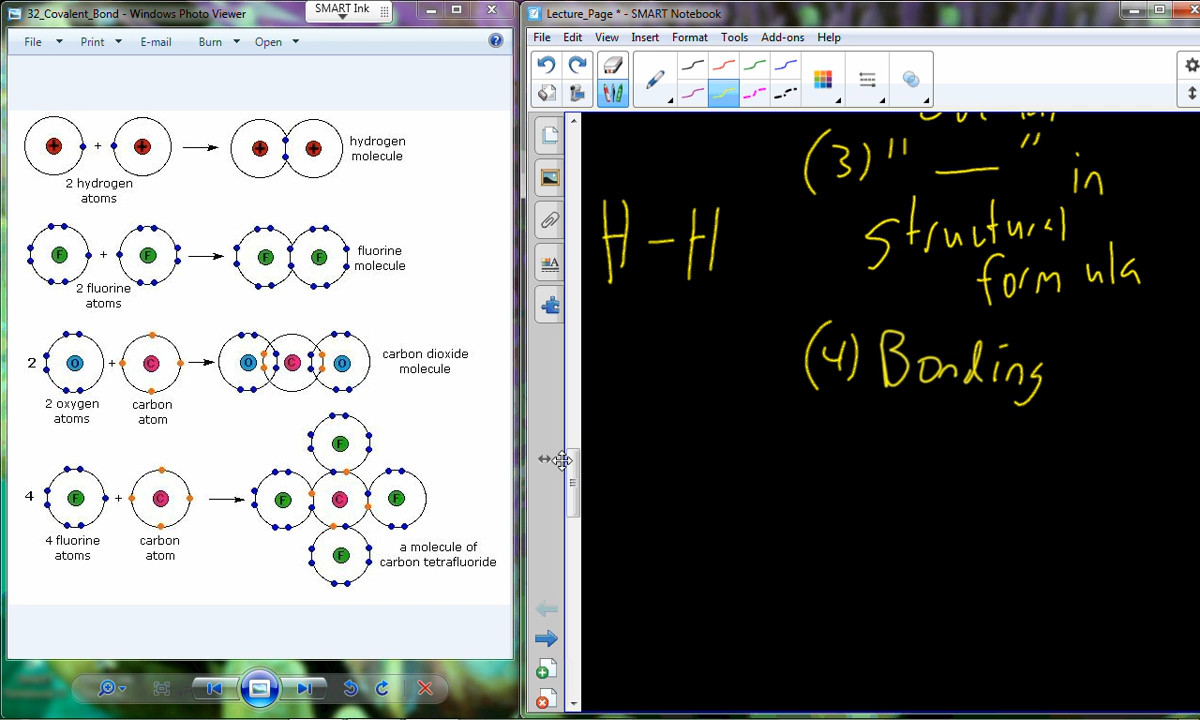 32_Covalent_Bond - Windows Photo Viewer
SMART Ink
File Print E-mail Burn Open
+ + +
+ +
hydrogen
molecule
2 hydrogen
atoms
F + F
F F
fluorine
molecule
2 fluorine
atoms
2 O + C
O C O
carbon dioxide
molecule
2 oxygen
atoms
carbon
atom
F
4 F + C
F C F
F
4 fluorine
atoms
carbon
atom
a molecule of
carbon tetrafluoride
Lecture_Page * - SMART Notebook
File Edit View Insert Format Tools Add-ons Help
(3) " — " in
structural
formula
H - H
(4) Bonding